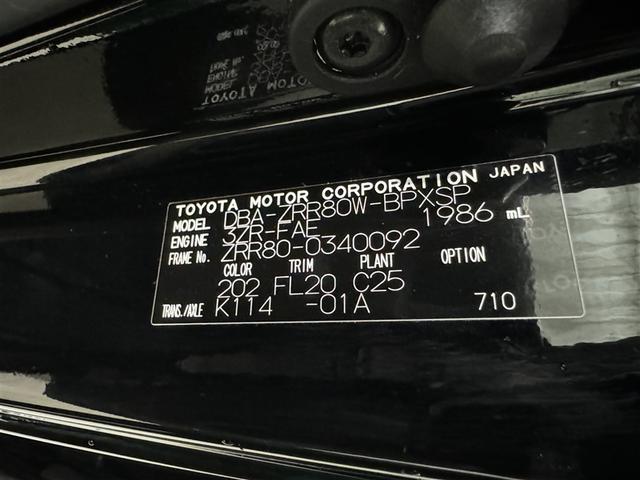 TOYOTA MOTOR CORPORATION JAPAN
MODEL DBA-ZRR80W-BPXSP
ENGINE 3ZR-FAE 1986 mL
FRAME No. ZRR80-0340092
COLOR TRIM PLANT OPTION
202 FL20 C25
TRANS./AXLE K114 -01A 710